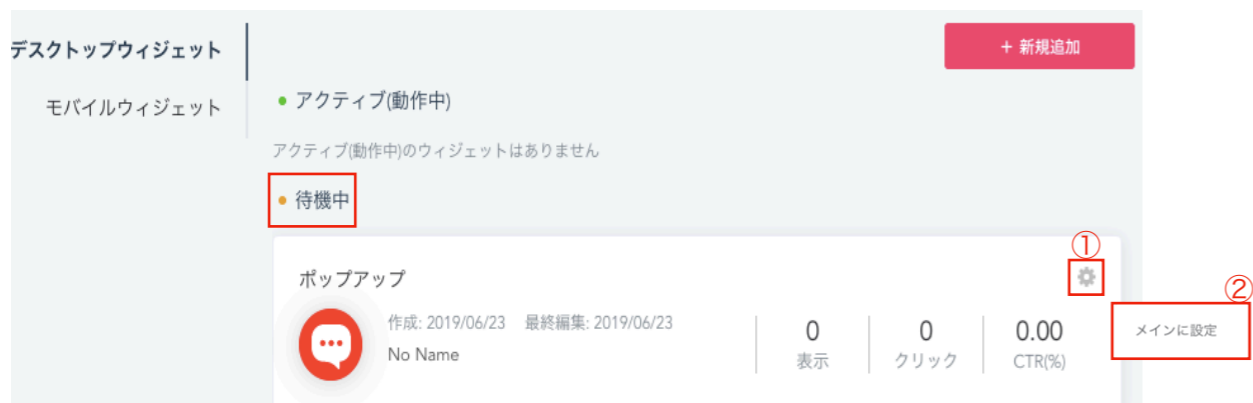 デスクトップウィジェット
+ 新規追加
モバイルウィジェット
アクティブ(動作中)
アクティブ(動作中)のウィジェットはありません
待機中
①
ポップアップ
②
作成: 2019/06/23 最終編集: 2019/06/23
No Name
0
表示
0
クリック
0.00
CTR(%)
メインに設定